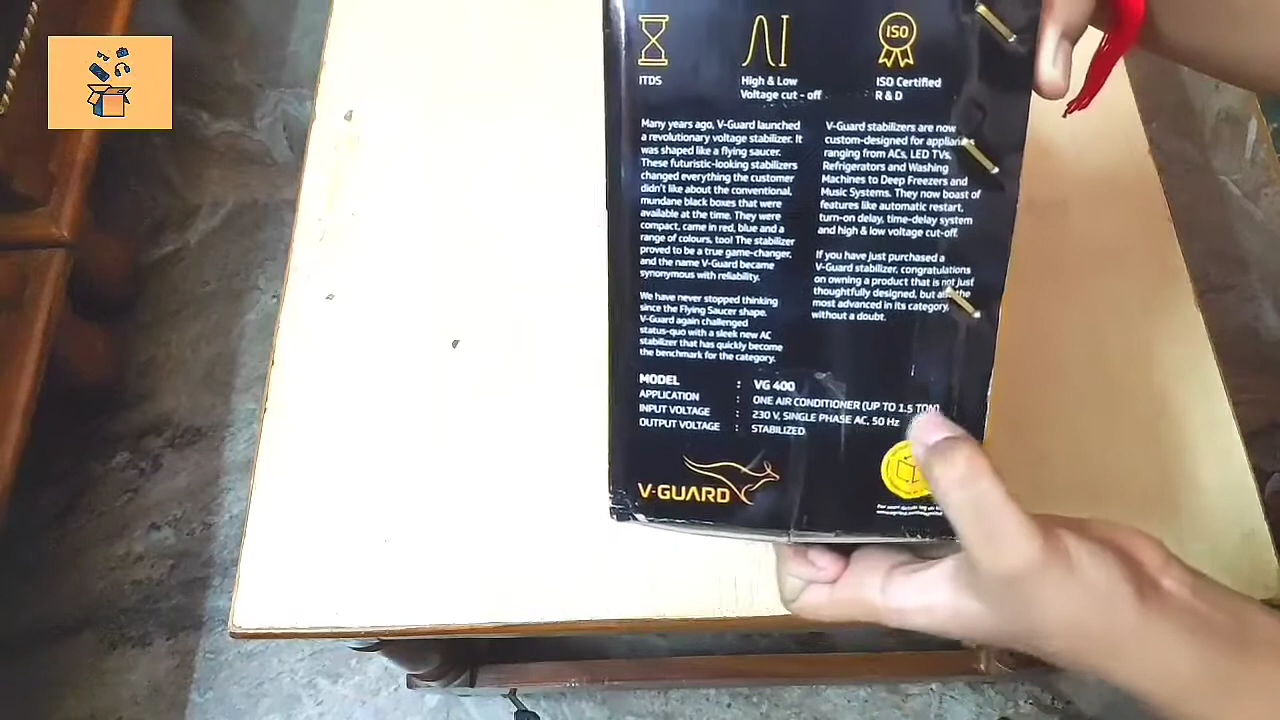 ITDS
High & Low
Voltage cut - off
ISO
ISO Certified
R & D
Many years ago, V-Guard launched
a revolutionary voltage stabilizer. It
was shaped like a flying saucer.
These futuristic-looking stabilizers
changed everything the customer
didn't like about the conventional,
mundane black boxes that were
available at the time. They were
compact, came in red, blue and a
range of colours, too! The stabilizer
proved to be a true game-changer,
and the name V-Guard became
synonymous with reliability.
We have never stopped thinking
since the Flying Saucer shape.
V-Guard again challenged
status-quo with a sleek new AC
stabilizer that has quickly become
the benchmark for the category.
V-Guard stabilizers are now
custom-designed for appliances
ranging from ACs, LED TVs,
Refrigerators and Washing
Machines to Deep Freezers and
Music Systems. They now boast of
features like automatic restart,
turn-on delay, time-delay system
and high & low voltage cut-off.
If you have just purchased a
V-Guard stabilizer, congratulations
on owning a product that is not just
thoughtfully designed, but also the
most advanced in its category,
without a doubt.
MODEL : VG 400
APPLICATION : ONE AIR CONDITIONER (UP TO 1.5 TON)
INPUT VOLTAGE : 230 V, SINGLE PHASE AC, 50 Hz
OUTPUT VOLTAGE : STABILIZED
V-GUARD